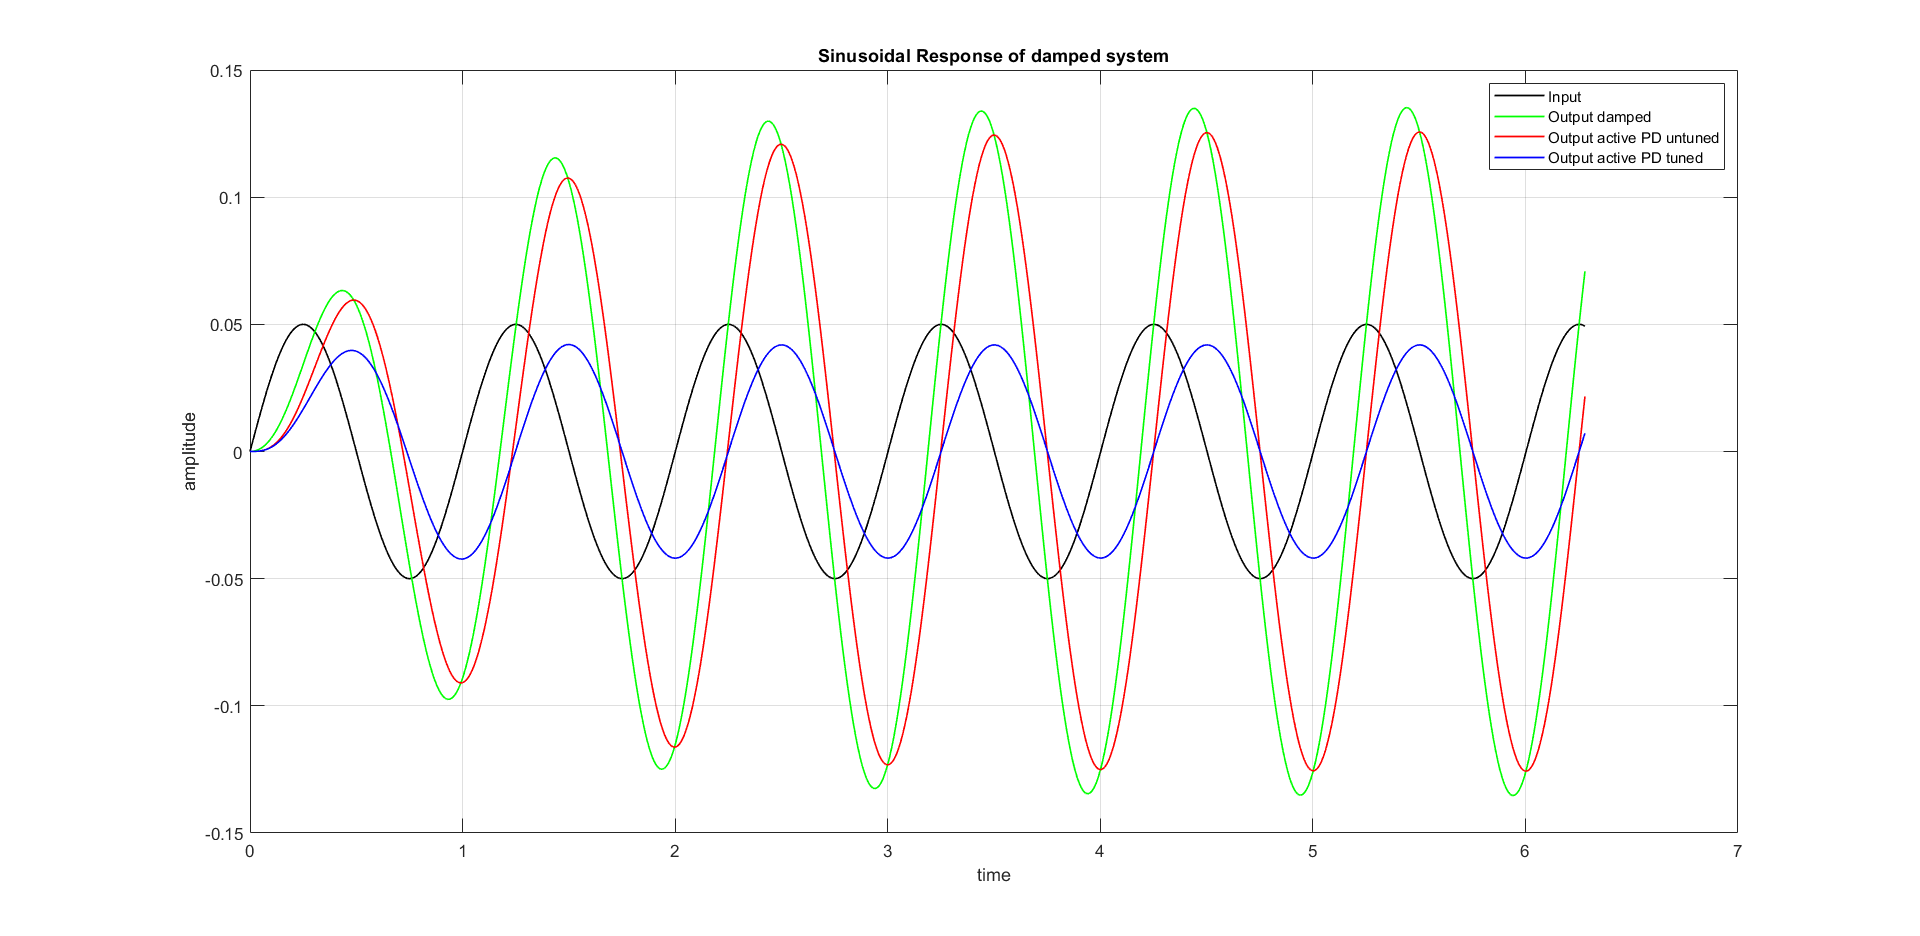 Sinusoidal Response of damped system
0.15
0.1
0.05
0
-0.05
-0.1
-0.15
amplitude
Input
Output damped
Output active PD untuned
Output active PD tuned
0 1 2 3 4 5 6 7
time